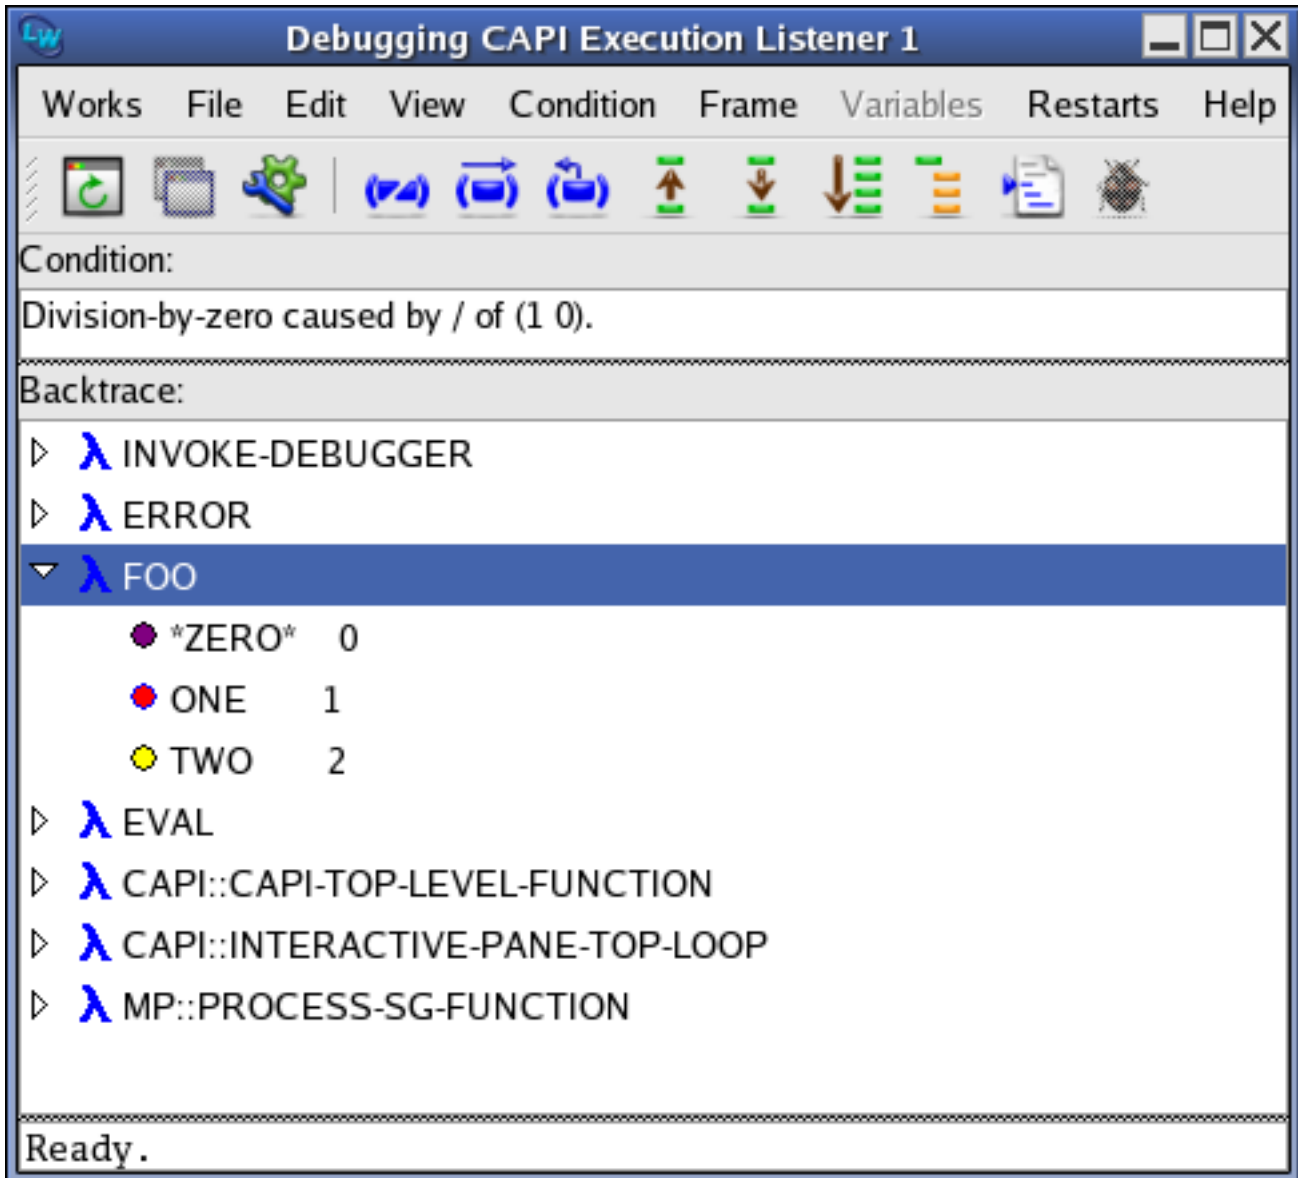 LW Debugging CAPI Execution Listener 1
Works File Edit View Condition Frame Variables Restarts Help
Condition:
Division-by-zero caused by / of (1 0).
Backtrace:
λ INVOKE-DEBUGGER
λ ERROR
λ FOO
*ZERO* 0
ONE 1
TWO 2
λ EVAL
λ CAPI::CAPI-TOP-LEVEL-FUNCTION
λ CAPI::INTERACTIVE-PANE-TOP-LOOP
λ MP::PROCESS-SG-FUNCTION
Ready.